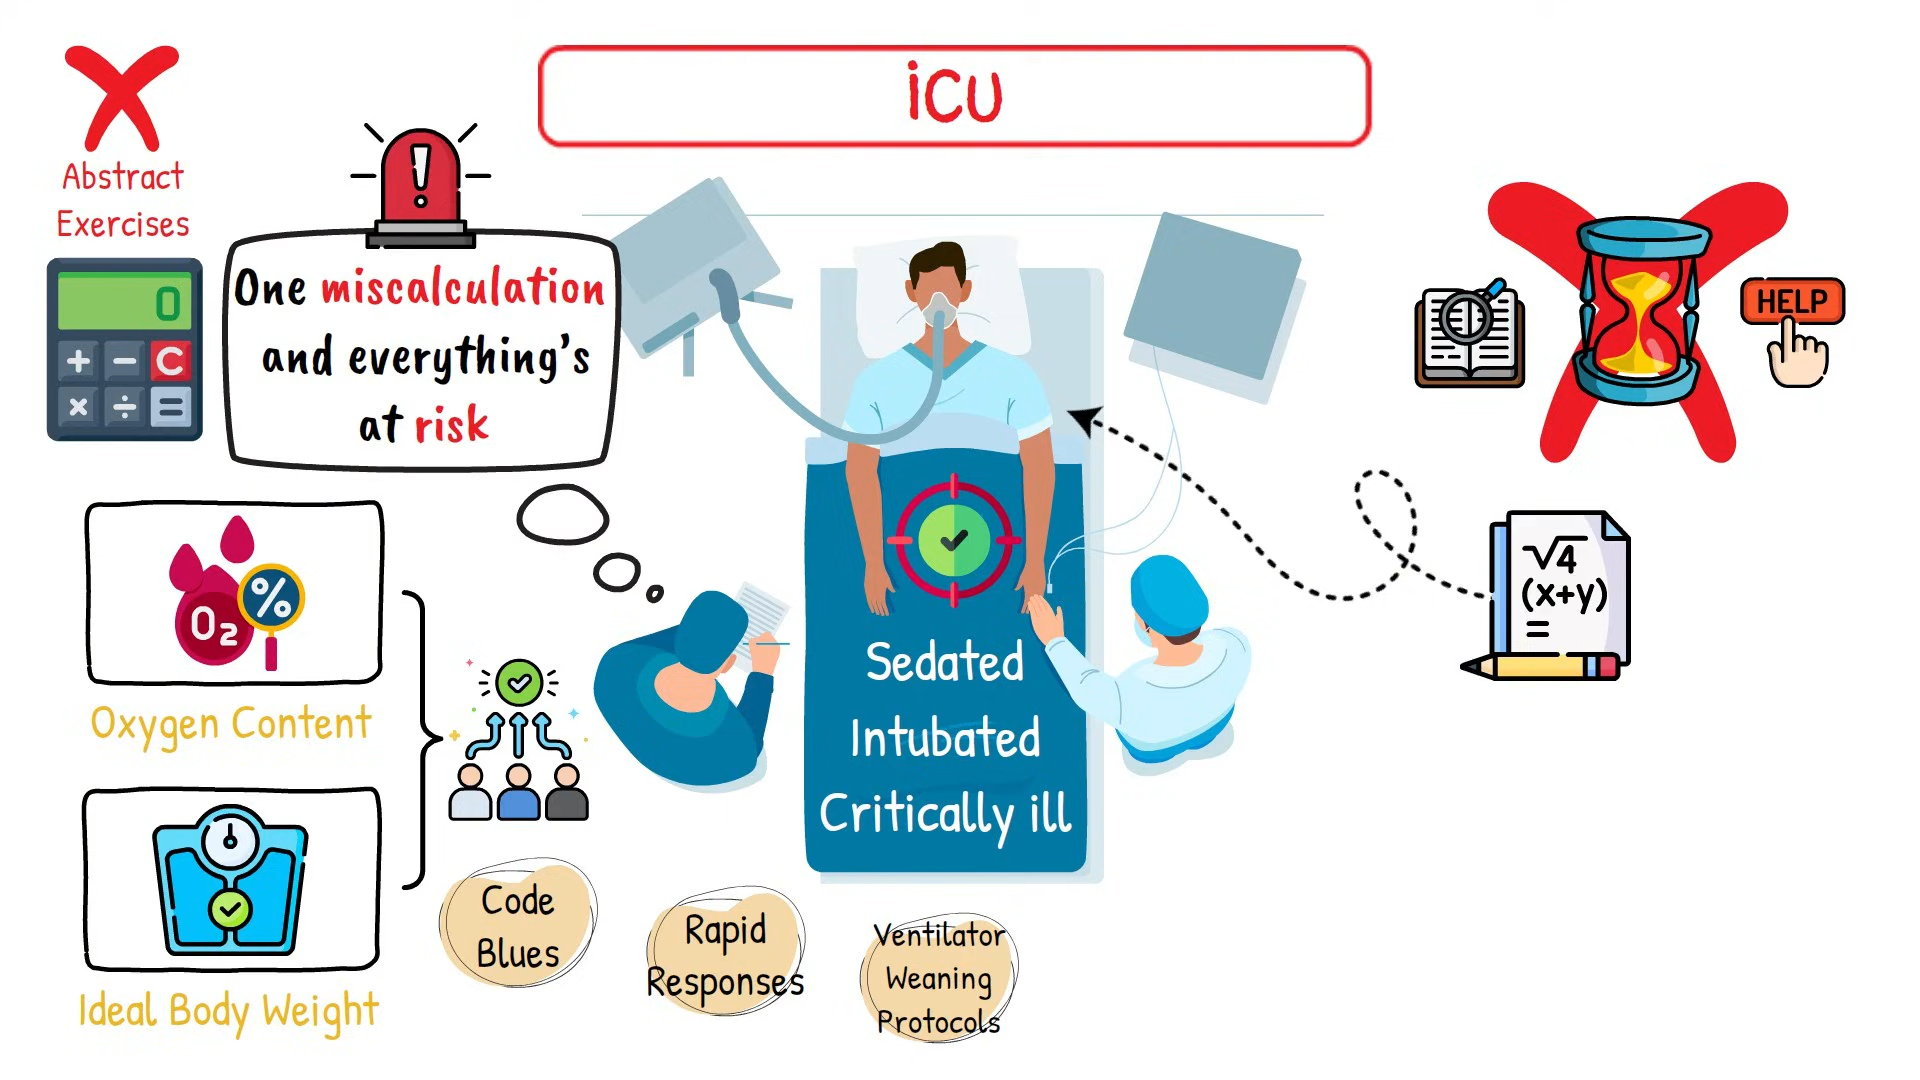 iCU
Abstract
Exercises
0
+ - C
× ÷ =
One miscalculation
and everything's
at risk
HELP
O₂ %
Oxygen Content
√4
(x+y)
=
Sedated
Intubated
Critically ill
Ideal Body Weight
Code
Blues
Rapid
Responses
Ventilator
Weaning
Protocols